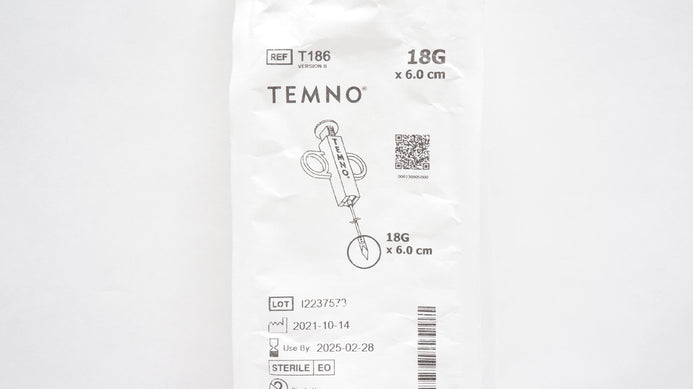 REF T186
VERSION B
18G
x 6.0 cm
TEMNO®
TEMNO®
18G
x 6.0 cm
LOT I2237573
2021-10-14
Use By 2025-02-28
STERILE EO